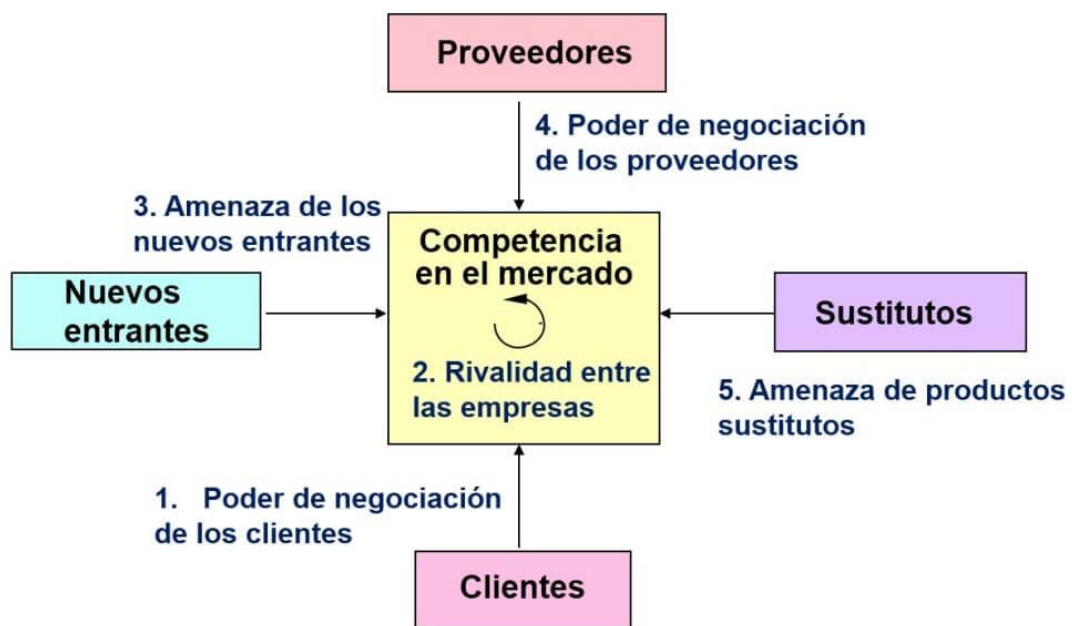 Proveedores
4. Poder de negociación
de los proveedores
3. Amenaza de los
nuevos entrantes
Competencia
en el mercado
Nuevos
entrantes
Sustitutos
2. Rivalidad entre
las empresas
5. Amenaza de productos
sustitutos
1. Poder de negociación
de los clientes
Clientes